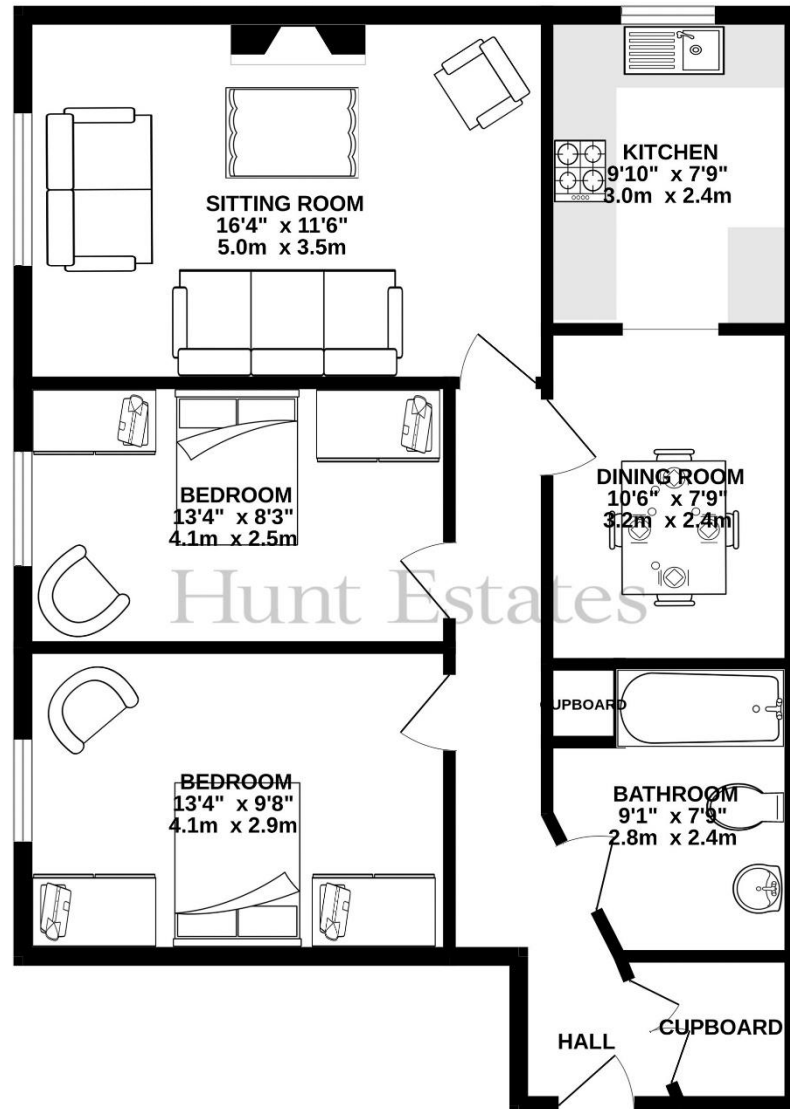 SITTING ROOM
16'4" x 11'6"
5.0m x 3.5m
KITCHEN
9'10" x 7'9"
3.0m x 2.4m
BEDROOM
13'4" x 8'3"
4.1m x 2.5m
DINING ROOM
10'6" x 7'9"
3.2m x 2.4m
Hunt Estates
BEDROOM
13'4" x 9'8"
4.1m x 2.9m
CUPBOARD
BATHROOM
9'1" x 7'9"
2.8m x 2.4m
HALL
CUPBOARD